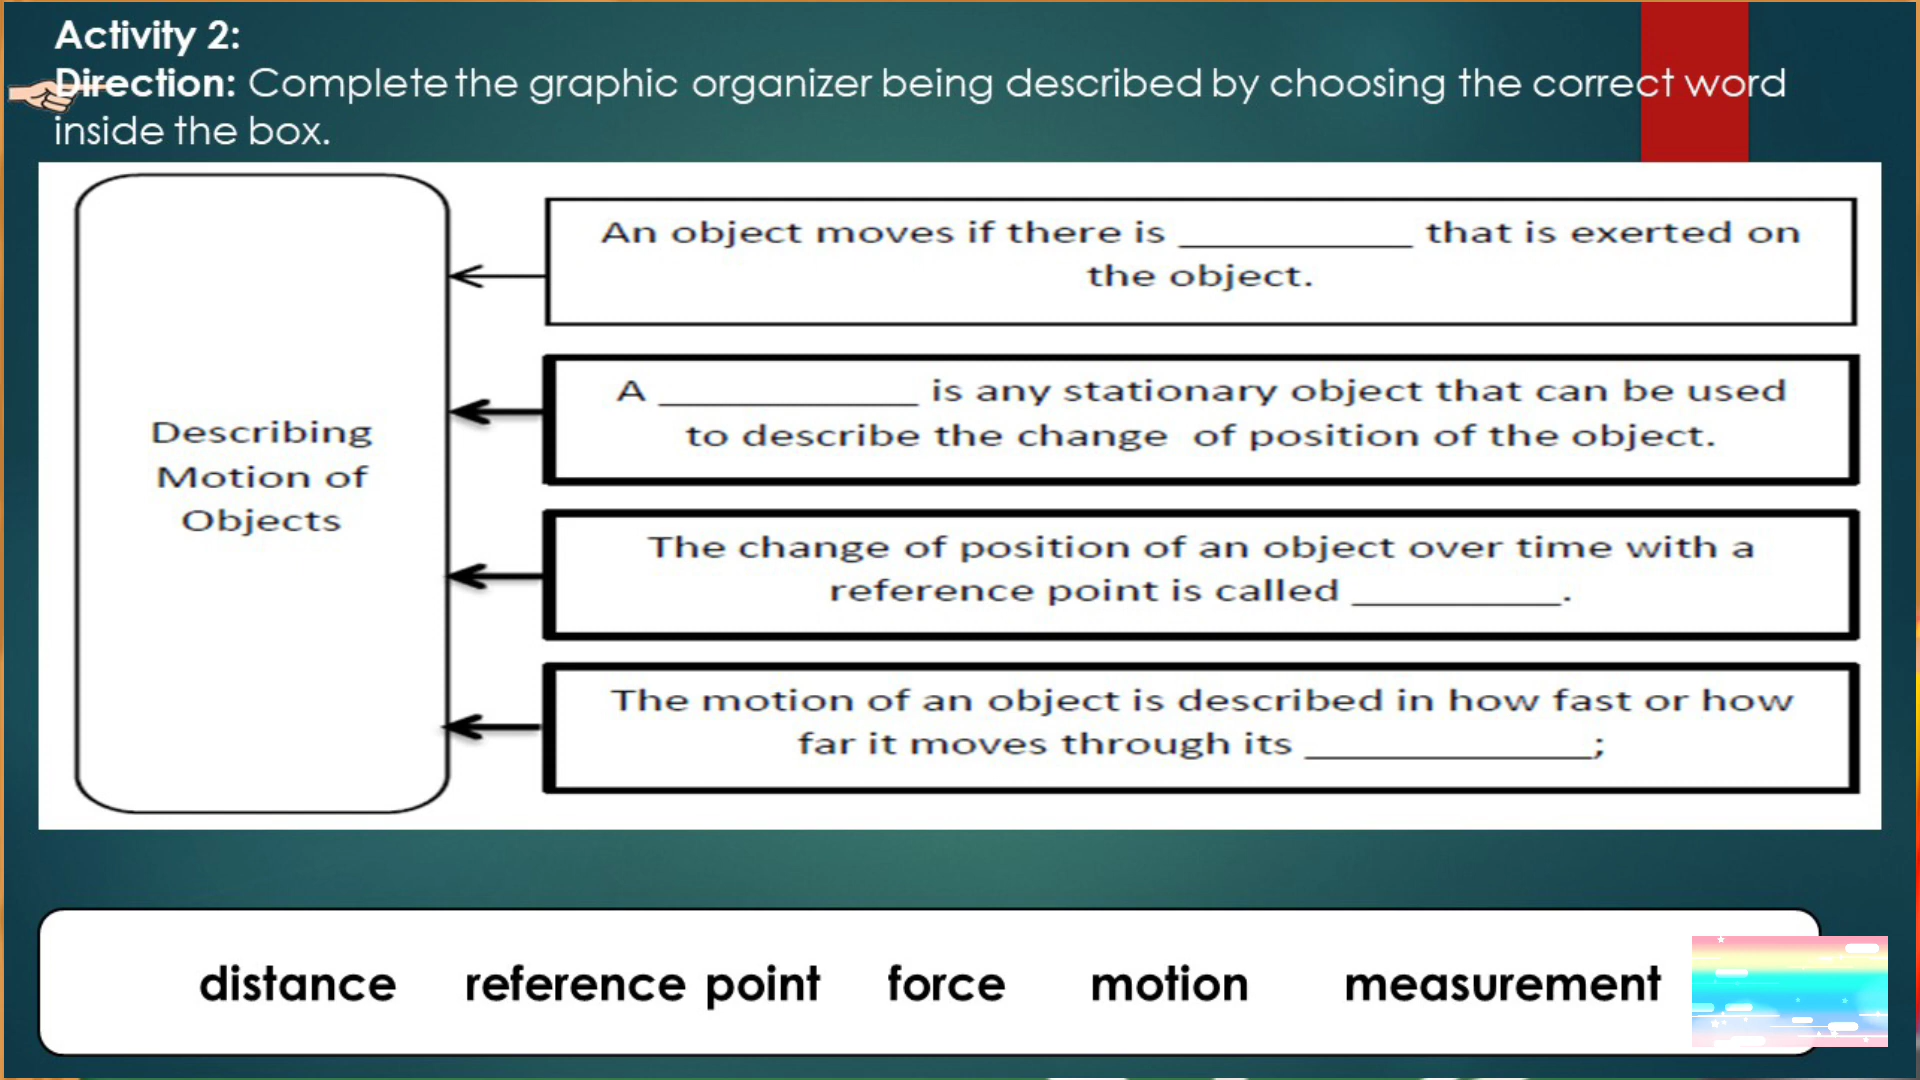 Activity 2:
Direction: Complete the graphic organizer being described by choosing the correct word
inside the box.
Describing
Motion of
Objects
An object moves if there is __________ that is exerted on
the object.
A ___________ is any stationary object that can be used
to describe the change of position of the object.
The change of position of an object over time with a
reference point is called _________.
The motion of an object is described in how fast or how
far it moves through its ____________;
distance reference point force motion measurement